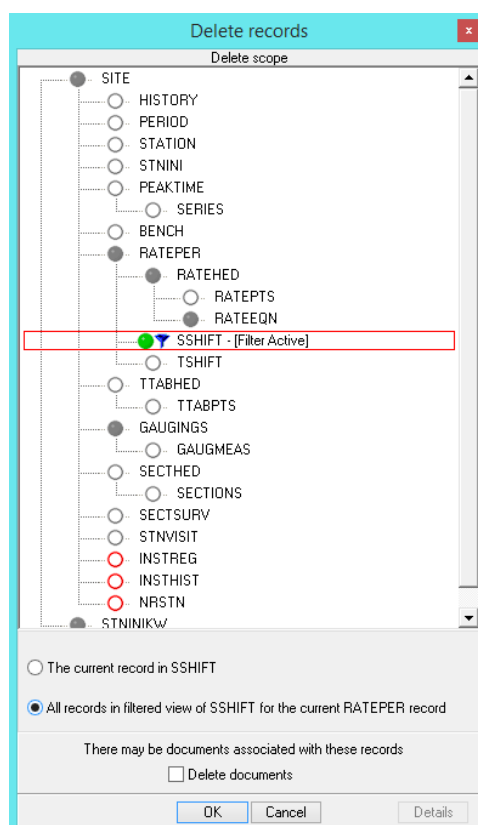 Delete records
x
Delete scope
SITE
HISTORY
PERIOD
STATION
STNINI
PEAKTIME
SERIES
BENCH
RATEPER
RATEHED
RATEPTS
RATEEQN
SSHIFT - [Filter Active]
TSHIFT
TTABHED
TTABPTS
GAUGINGS
GAUGMEAS
SECTHED
SECTIONS
SECTSURV
STNVISIT
INSTREG
INSTHIST
NRSTN
STNINIKW
The current record in SSHIFT
All records in filtered view of SSHIFT for the current RATEPER record
There may be documents associated with these records
Delete documents
OK Cancel Details